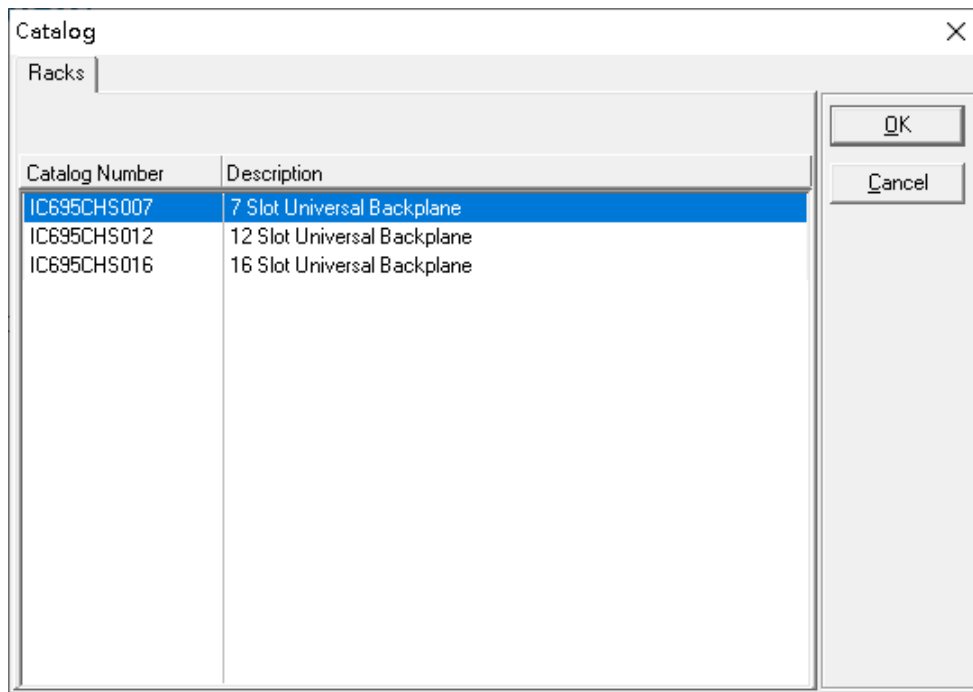 Catalog
Racks
OK
Catalog Number Description
Cancel
IC695CHS007 7 Slot Universal Backplane
IC695CHS012 12 Slot Universal Backplane
IC695CHS016 16 Slot Universal Backplane